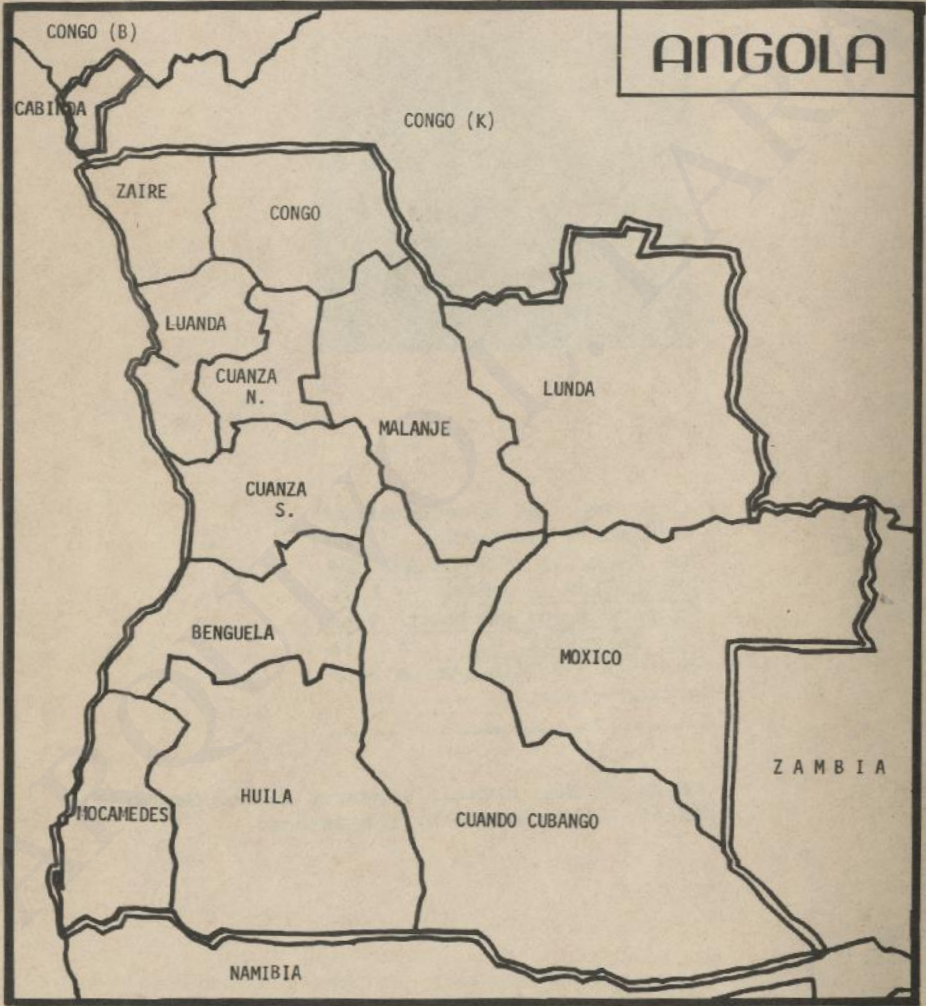 CONGO (B)
ANGOLA
CABINDA
CONGO (K)
ZAIRE
CONGO
LUANDA
CUANZA
N.
LUNDA
MALANJE
CUANZA
S.
BENGUELA
MOXICO
ZAMBIA
HUILA
MOCAMEDES
CUANDO CUBANGO
NAMIBIA